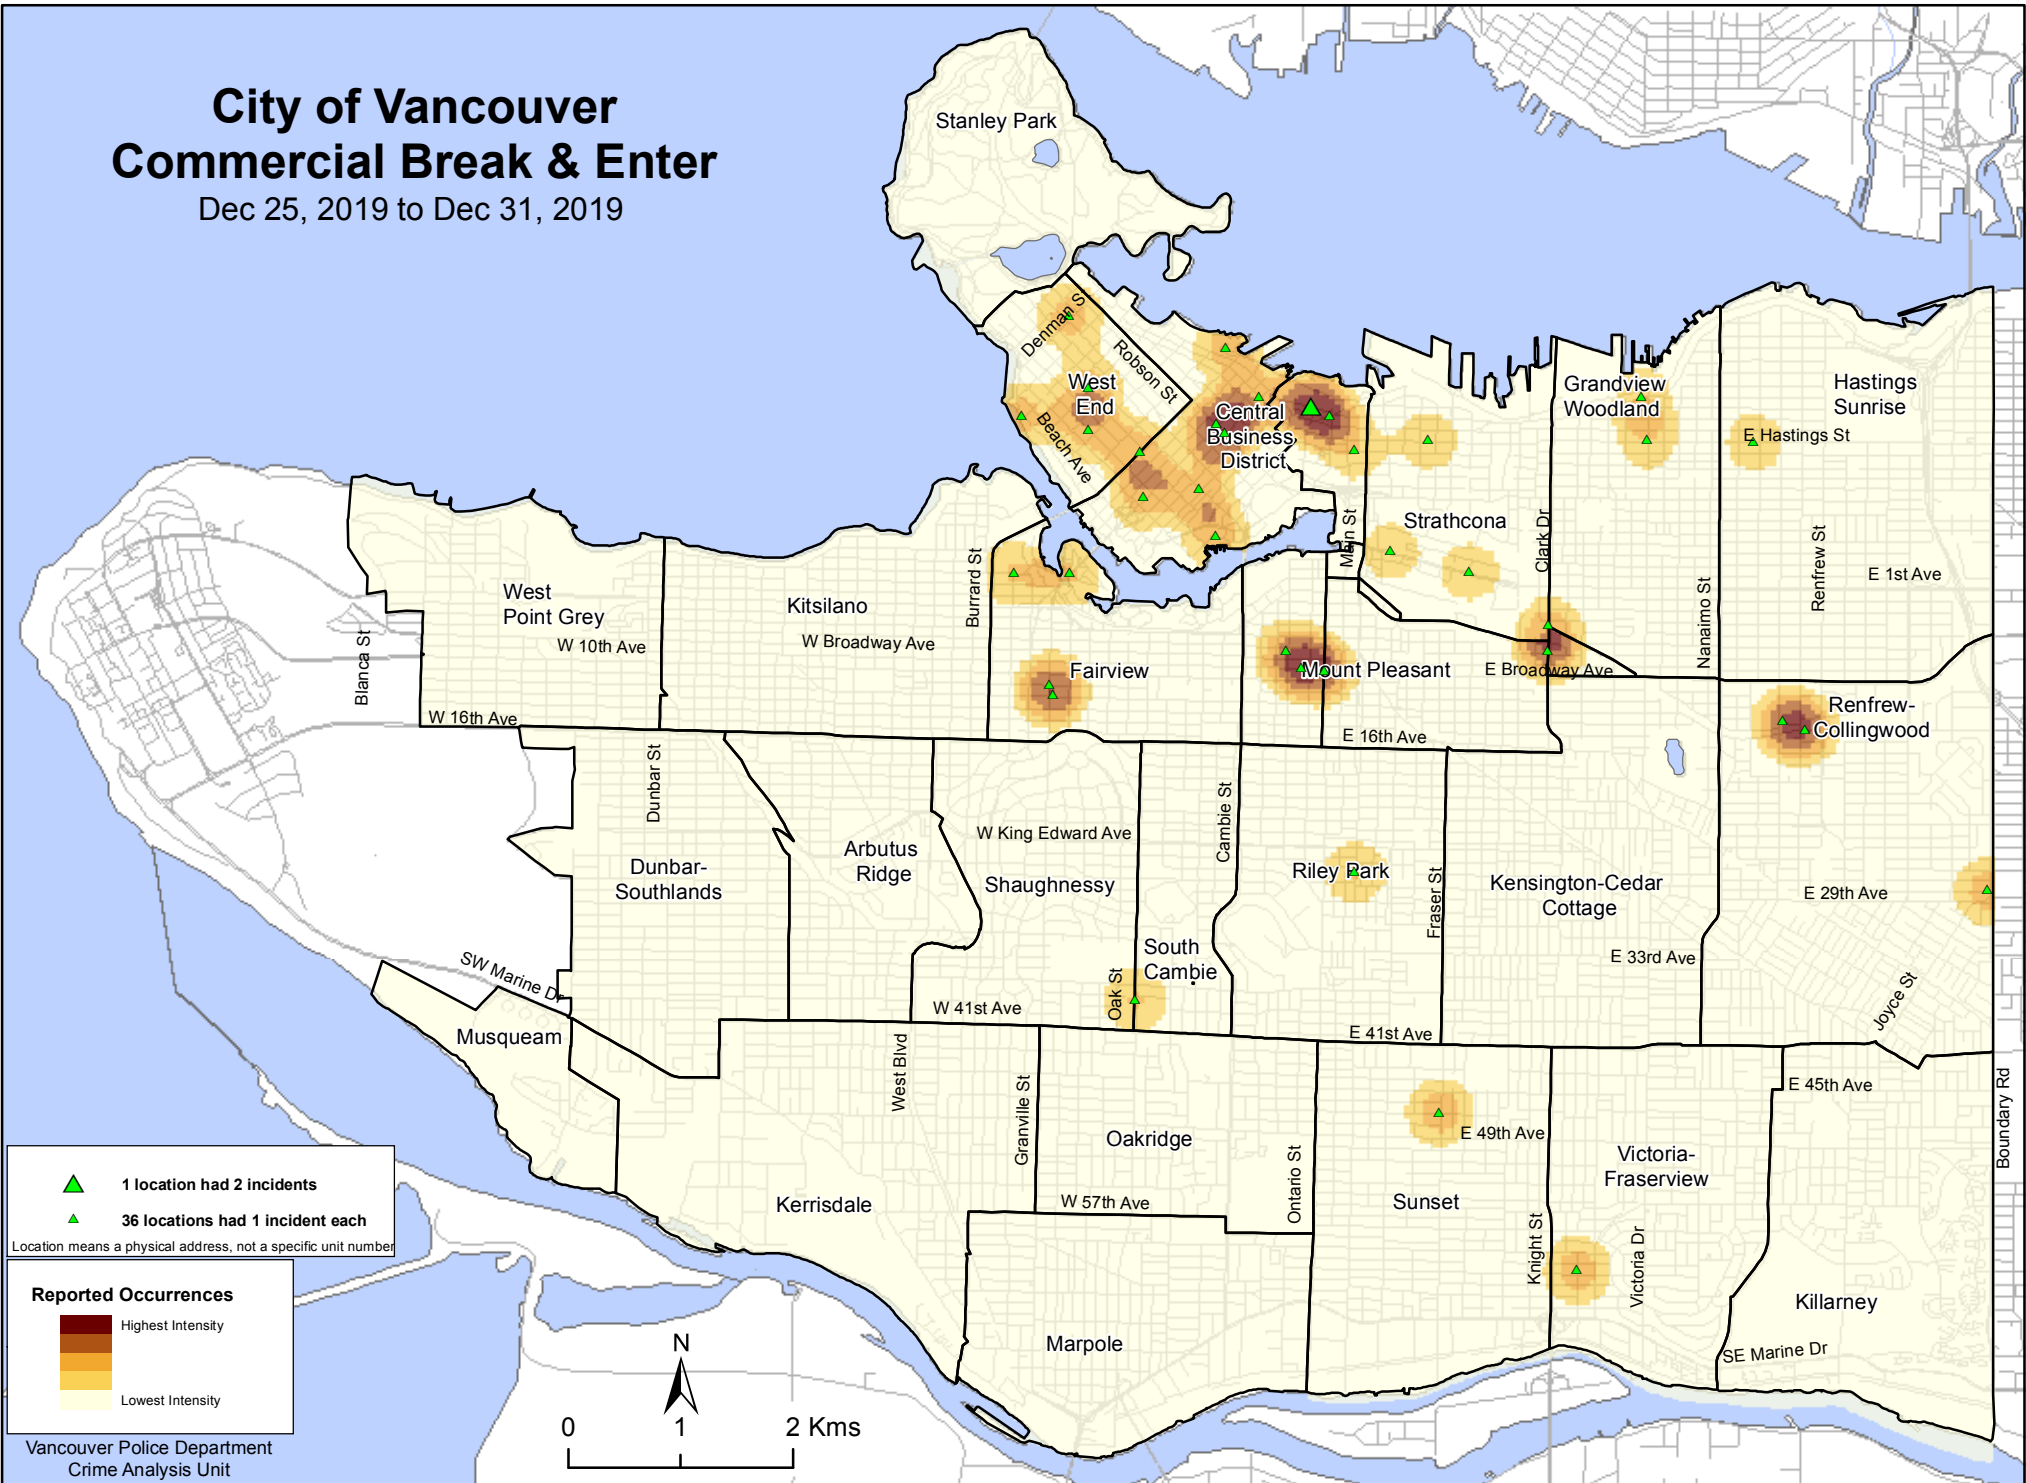 City of Vancouver
Commercial Break & Enter
Dec 25, 2019 to Dec 31, 2019
Stanley Park
Denman S
Robson St
West
End
Beach Ave
Central
Business
District
Grandview
Woodland
Hastings
Sunrise
E Hastings St
Strathcona
Main St
Clark Dr
Nanaimo St
Renfrew St
E 1st Ave
West
Point Grey
W 10th Ave
Blanca St
Kitsilano
W Broadway Ave
Burrard St
Fairview
Mount Pleasant
E Broadway Ave
Renfrew-
Collingwood
W 16th Ave
E 16th Ave
Dunbar St
Dunbar-
Southlands
Arbutus
Ridge
W King Edward Ave
Shaughnessy
Cambie St
Riley Park
Fraser St
Kensington-Cedar
Cottage
E 29th Ave
South
Cambie
Oak St
E 33rd Ave
Joyce St
SW Marine Dr
W 41st Ave
E 41st Ave
Musqueam
West Blvd
Granville St
E 45th Ave
Boundary Rd
Oakridge
E 49th Ave
Ontario St
Victoria-
Fraserview
Kerrisdale
W 57th Ave
Sunset
Knight St
Victoria Dr
Killarney
Marpole
SE Marine Dr
1 location had 2 incidents
36 locations had 1 incident each
Location means a physical address, not a specific unit number
Reported Occurrences
Highest Intensity
Lowest Intensity
Vancouver Police Department
Crime Analysis Unit
N
0 1 2 Kms